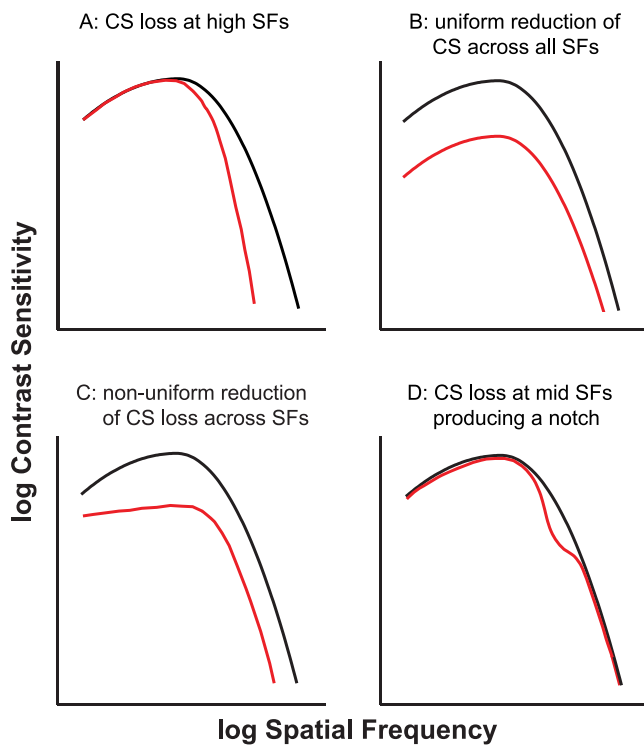 A: CS loss at high SFs
B: uniform reduction of
CS across all SFs
C: non-uniform reduction
of CS loss across SFs
D: CS loss at mid SFs
producing a notch
log Contrast Sensitivity
log Spatial Frequency